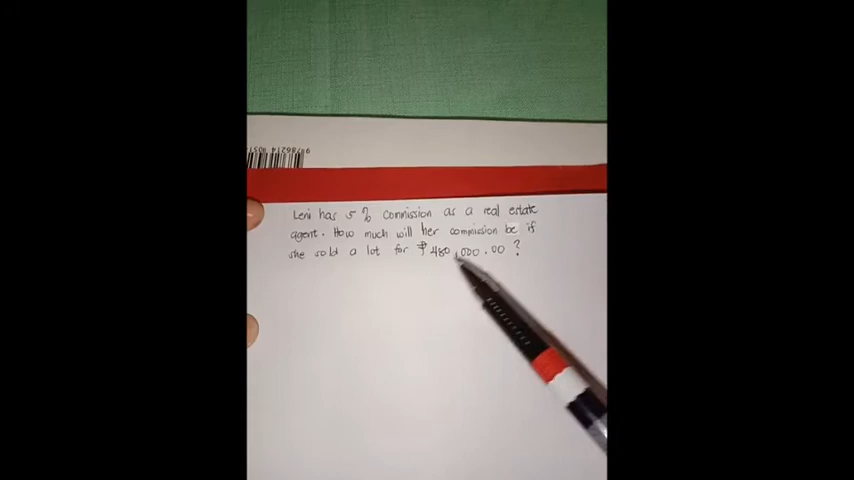 Leni has 5 % commission as a real estate
agent. How much will her commission be if
she sold a lot for ₱480,000.00 ?